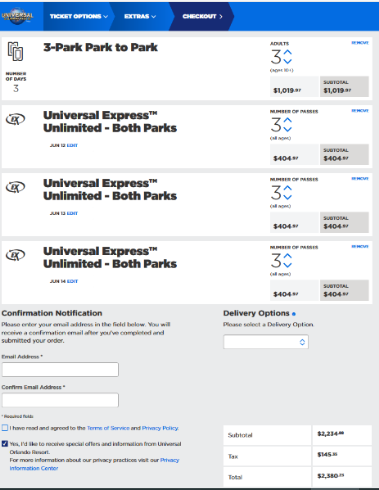 UNIVERSAL
TICKET OPTIONS
EXTRAS
CHECKOUT
3-Park Park to Park
NUMBER
OF DAYS
3
ADULTS
3
(ages 10+)
REMOVE
SUBTOTAL
$1,019.97 $1,019.97
EX
Universal Express™
Unlimited - Both Parks
JUN 12 EDIT
NUMBER OF PASSES
3
(all ages)
REMOVE
SUBTOTAL
$404.97 $404.97
EX
Universal Express™
Unlimited - Both Parks
JUN 13 EDIT
NUMBER OF PASSES
3
(all ages)
REMOVE
SUBTOTAL
$404.97 $404.97
EX
Universal Express™
Unlimited - Both Parks
JUN 14 EDIT
NUMBER OF PASSES
3
(all ages)
REMOVE
SUBTOTAL
$404.97 $404.97
Confirmation Notification
Please enter your email address in the field below. You will
receive a confirmation email after you've completed and
submitted your order.
Email Address *
Confirm Email Address *
* Required fields
I have read and agreed to the Terms of Service and Privacy Policy
Yes, I'd like to receive special offers and information from Universal
Orlando Resort.
For more information about our privacy practices visit our Privacy
Information Center
Delivery Options
Please select a Delivery Option
Subtotal $2,234.88
Tax
Total